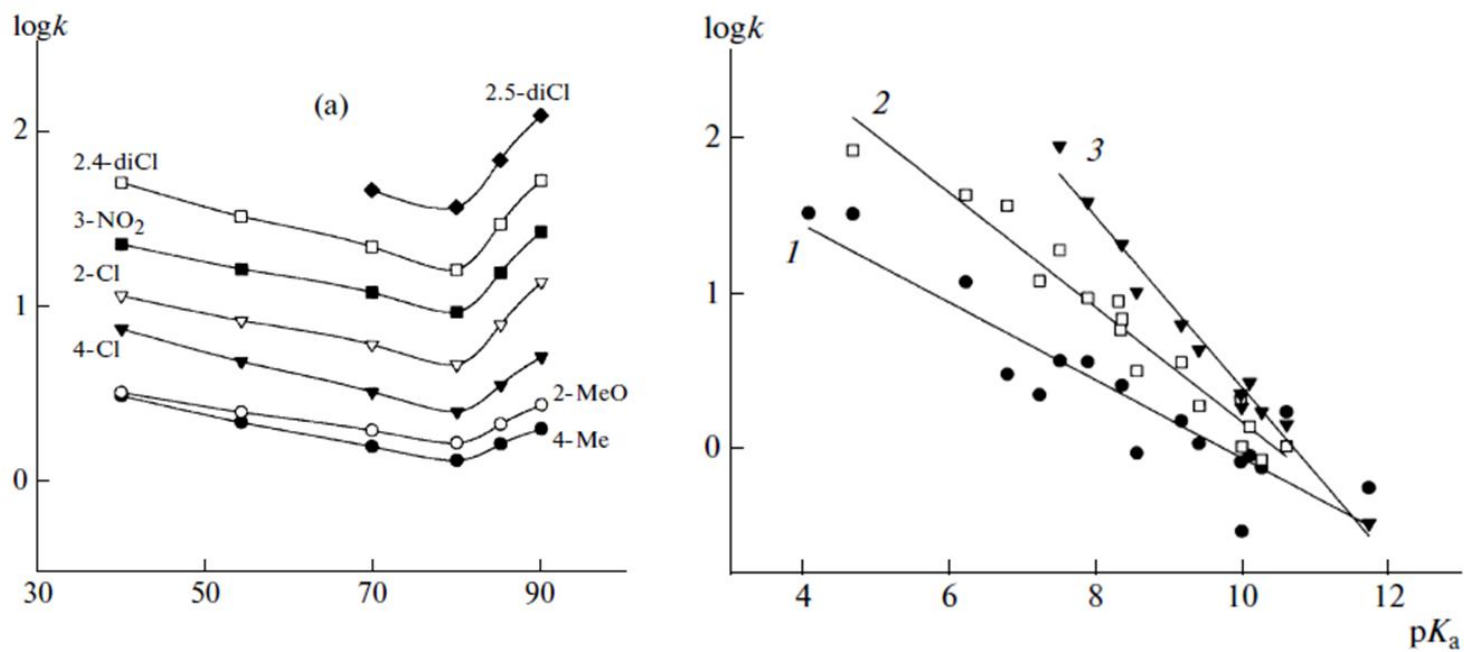 logk
(a)
2.5-diCl
2
2.4-diCl
3-NO₂
2-Cl
1
4-Cl
2-MeO
4-Me
0
30 50 70 90
logk
2
3
2
1
1
0
4 6 8 10 12
pKₐ